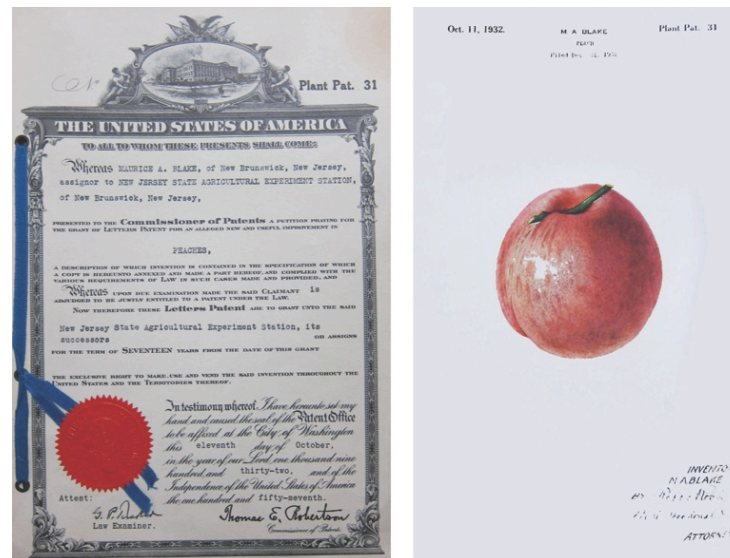 Plant Pat. 31
THE UNITED STATES OF AMERICA
TO ALL TO WHOM THESE PRESENTS SHALL COME:
Whereas MAURICE A. BLAKE, of New Brunswick, New Jersey,
assignor to NEW JERSEY STATE AGRICULTURAL EXPERIMENT STATION,
of New Brunswick, New Jersey,
PRESENTED TO THE Commissioner of Patents A PETITION PRAYING FOR
THE GRANT OF LETTERS PATENT FOR AN ALLEGED NEW AND USEFUL IMPROVEMENT IN
PEACHES,
A DESCRIPTION OF WHICH INVENTION IS CONTAINED IN THE SPECIFICATION OF WHICH
A COPY IS HEREUNTO ANNEXED AND MADE A PART HEREOF, AND COMPLIED WITH THE
VARIOUS REQUIREMENTS OF LAW IN SUCH CASES MADE AND PROVIDED, AND
Whereas UPON DUE EXAMINATION MADE THE SAID CLAIMANT is
ADJUDGED TO BE JUSTLY ENTITLED TO A PATENT UNDER THE LAW.
NOW THEREFORE THESE Letters Patent ARE TO GRANT UNTO THE SAID
New Jersey State Agricultural Experiment Station, its
successors OR ASSIGNS
FOR THE TERM OF SEVENTEEN YEARS FROM THE DATE OF THIS GRANT
THE EXCLUSIVE RIGHT TO MAKE, USE AND VEND THE SAID INVENTION THROUGHOUT THE
UNITED STATES AND THE TERRITORIES THEREOF.
In testimony whereof I have hereunto set my
hand and caused the seal of the Patent Office
to be affixed at the City of Washington
this eleventh day of October,
in the year of our Lord one thousand nine
hundred and thirty-two, and of the
Independence of the United States of America
the one hundred and fifty-seventh.
Attest:
Law Examiner.
Thomas E. Robertson
Commissioner of Patents.
Oct. 11, 1932.
M A BLAKE
Plant Pat. 31
PEACH
INVENTO
M.A.BLAKE
ATTORNE